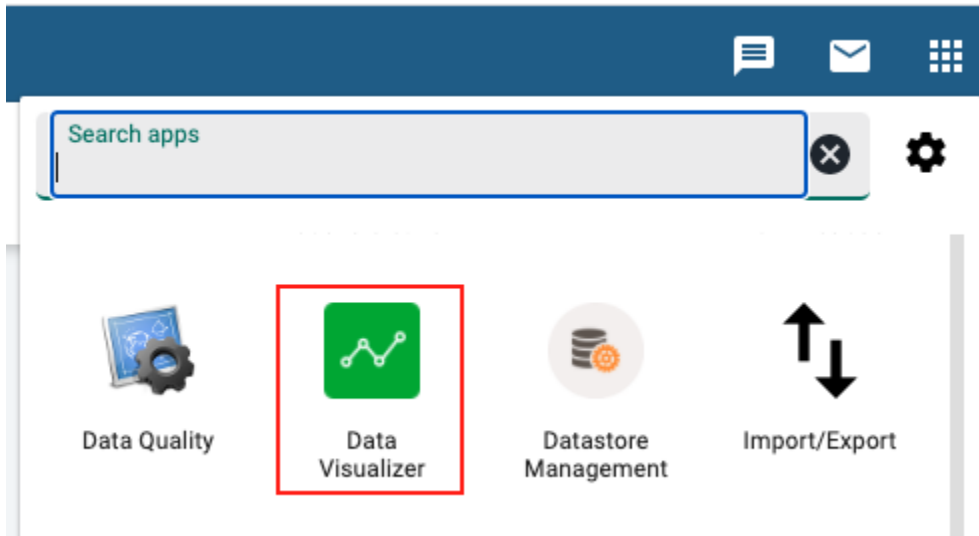 Search apps
Data Quality
Data
Visualizer
Datastore
Management
Import/Export